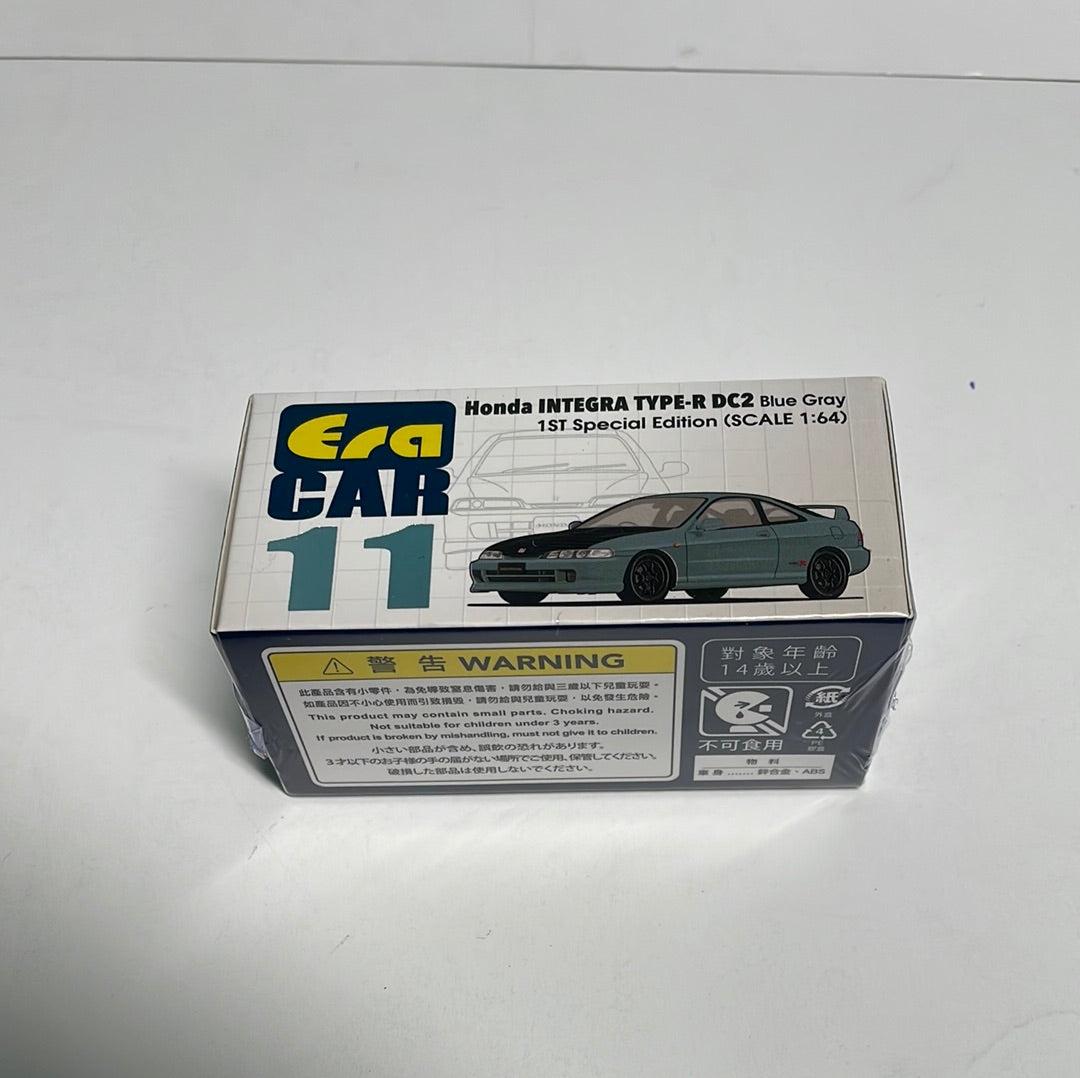 Era
CAR
11
Honda INTEGRA TYPE-R DC2 Blue Gray
1ST Special Edition (SCALE 1:64)
警 告 WARNING
此產品含有小零件，為免導致窒息傷害，請勿給與三歲以下兒童玩耍。
如產品因不小心使用而引致損毀，請勿給與兒童玩耍，以免發生危險。
This product may contain small parts. Choking hazard.
Not suitable for children under 3 years.
If product is broken by mishandling, must not give it to children.
小さい部品が含め、誤飲の恐れがあります。
3才以下のお子様の手の届がない場所でご使用、保管してください。
破損した部品は使用しないでください。
對象年齡
14歲以上
不可食用
紙
外盒
4
PE
膠盒
物 料
車身 ....... 鋅合金、ABS